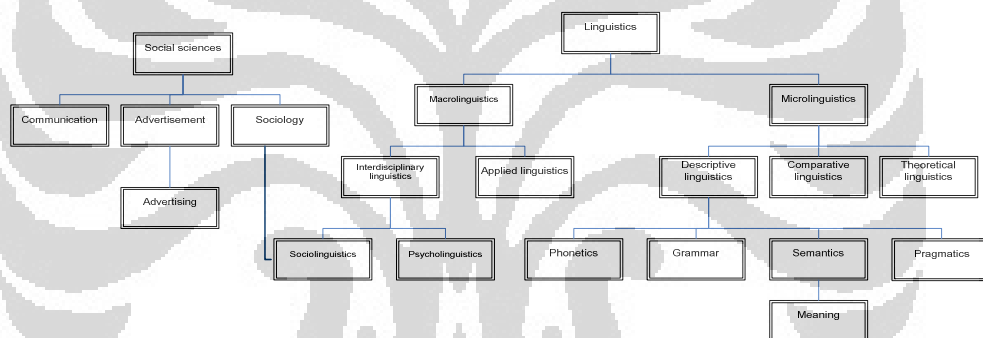 Linguistics
Social sciences
Macrolinguistics
Microlinguistics
Communication
Advertisement
Sociology
Interdisciplinary
linguistics
Applied linguistics
Descriptive
linguistics
Comparative
linguistics
Theoretical
linguistics
Advertising
Sociolinguistics
Psycholinguistics
Phonetics
Grammar
Semantics
Pragmatics
Meaning